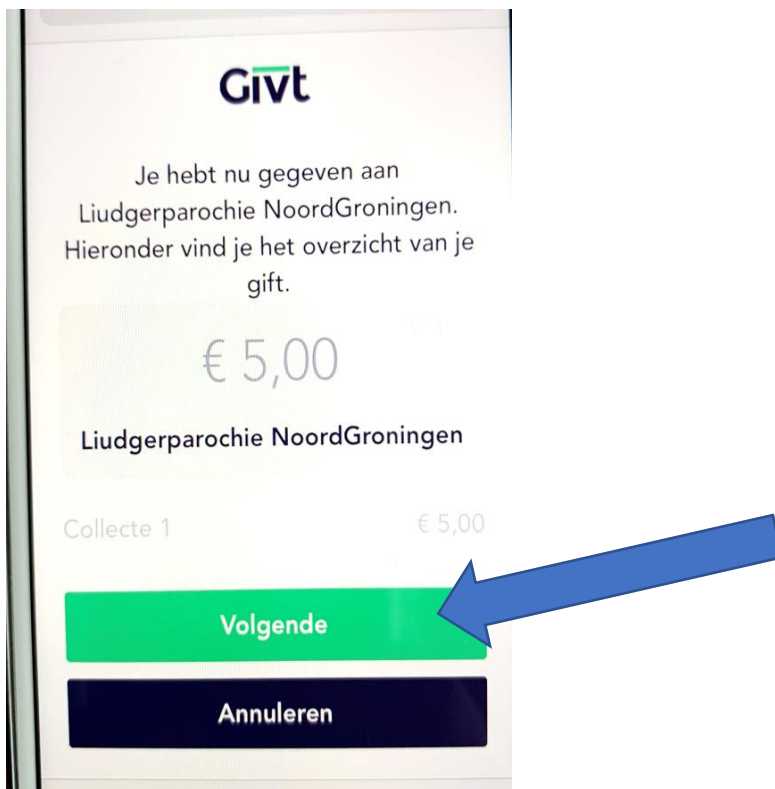 Givt
Je hebt nu gegeven aan
Liudgerparochie NoordGroningen.
Hieronder vind je het overzicht van je
gift.
€ 5,00
Liudgerparochie NoordGroningen
Collecte 1 € 5,00
Volgende
Annuleren